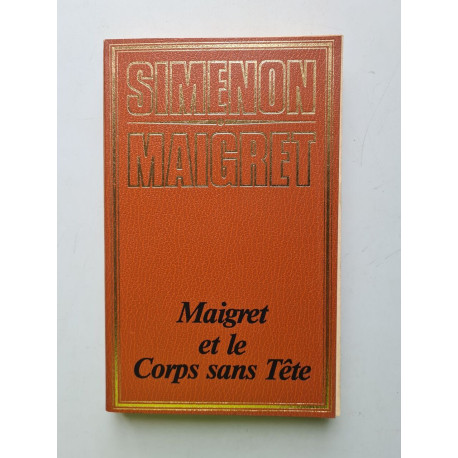 SIMENON
MAIGRET
Maigret
et le
Corps sans Tête